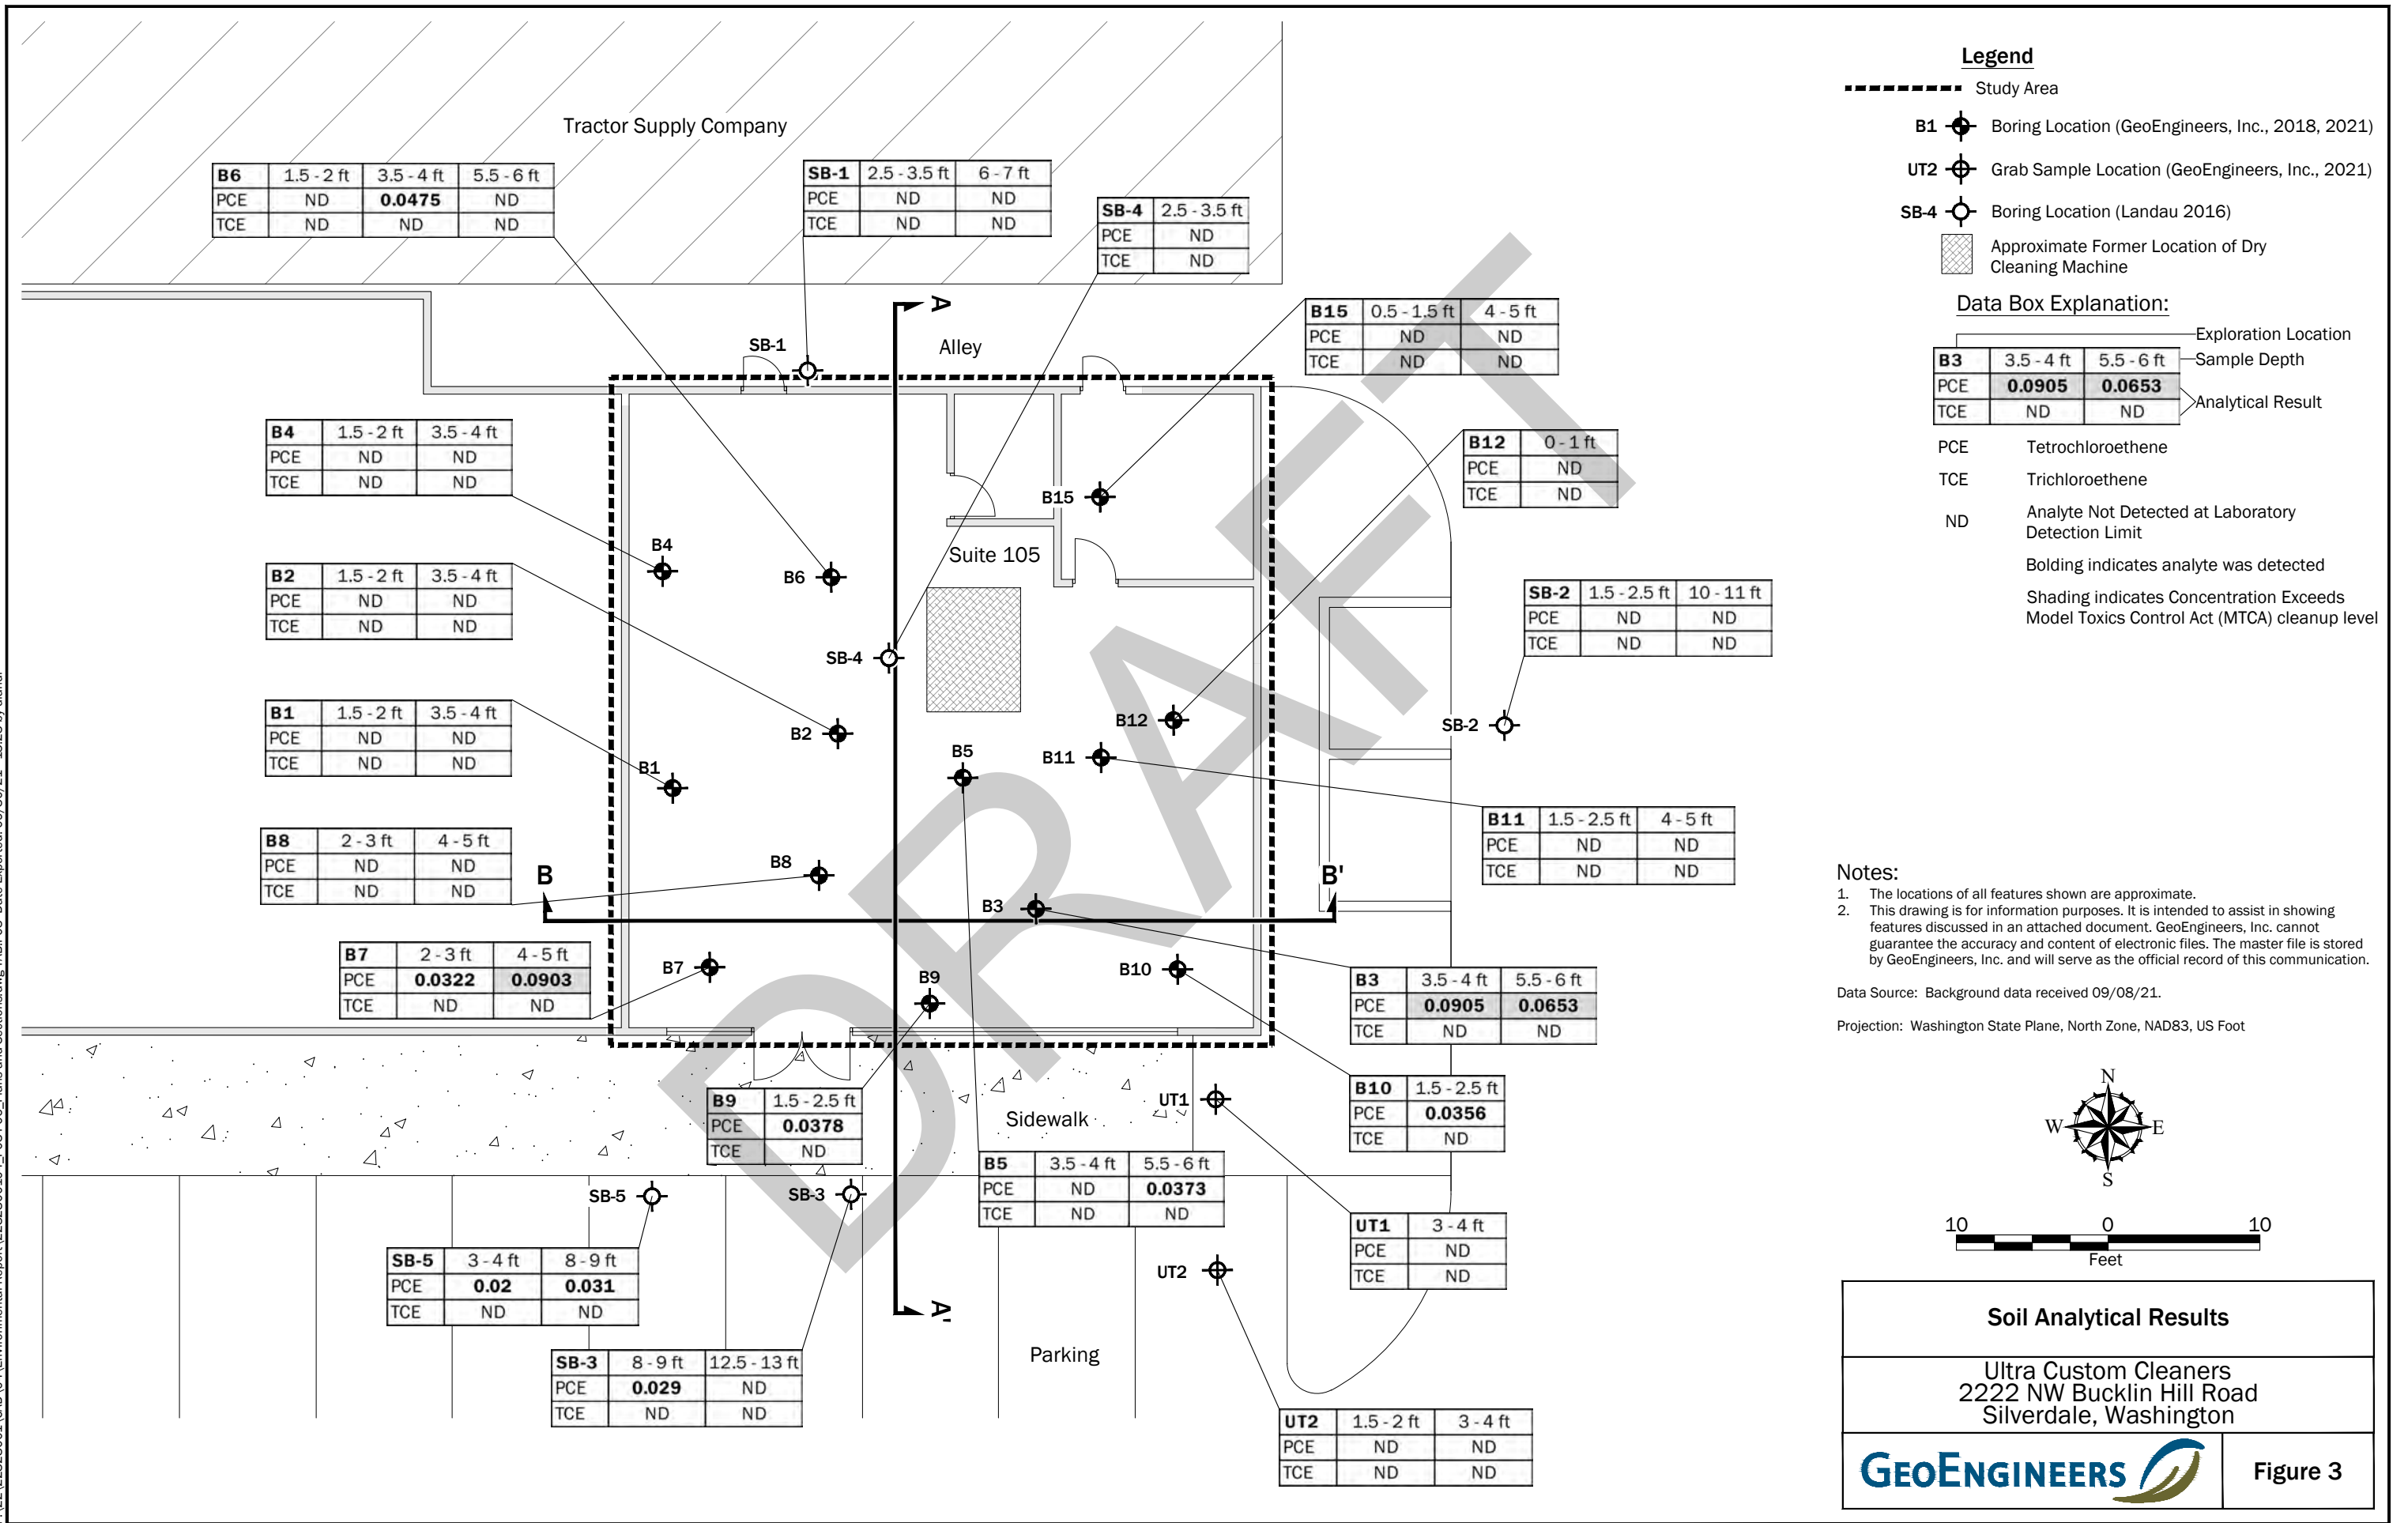 Tractor Supply Company
B6 1.5 - 2 ft 3.5 - 4 ft 5.5 - 6 ft
PCE ND 0.0475 ND
TCE ND ND ND
SB-1 2.5 - 3.5 ft 6 - 7 ft
PCE ND ND
TCE ND ND
SB-4 2.5 - 3.5 ft
PCE ND
TCE ND
B15 0.5 - 1.5 ft 4 - 5 ft
PCE ND ND
TCE ND ND
A
SB-1
Alley
B4 1.5 - 2 ft 3.5 - 4 ft
PCE ND ND
TCE ND ND
B12 0 - 1 ft
PCE ND
TCE ND
B15
B4
B6
Suite 105
B2 1.5 - 2 ft 3.5 - 4 ft
PCE ND ND
TCE ND ND
SB-2 1.5 - 2.5 ft 10 - 11 ft
PCE ND ND
TCE ND ND
SB-4
B1 1.5 - 2 ft 3.5 - 4 ft
PCE ND ND
TCE ND ND
B2
B12
SB-2
B1
B5
B11
B11 1.5 - 2.5 ft 4 - 5 ft
PCE ND ND
TCE ND ND
B8 2 - 3 ft 4 - 5 ft
PCE ND ND
TCE ND ND
B8
B
B'
B3
B7 2 - 3 ft 4 - 5 ft
PCE 0.0322 0.0903
TCE ND ND
B7
B9
B10
B3 3.5 - 4 ft 5.5 - 6 ft
PCE 0.0905 0.0653
TCE ND ND
B9 1.5 - 2.5 ft
PCE 0.0378
TCE ND
Sidewalk
UT1
B10 1.5 - 2.5 ft
PCE 0.0356
TCE ND
B5 3.5 - 4 ft 5.5 - 6 ft
PCE ND 0.0373
TCE ND ND
SB-5
SB-3
UT1 3 - 4 ft
PCE ND
TCE ND
SB-5 3 - 4 ft 8 - 9 ft
PCE 0.02 0.031
TCE ND ND
UT2
A'
SB-3 8 - 9 ft 12.5 - 13 ft
PCE 0.029 ND
TCE ND ND
Parking
UT2 1.5 - 2 ft 3 - 4 ft
PCE ND ND
TCE ND ND
DRAFT
Legend
Study Area
B1 Boring Location (GeoEngineers, Inc., 2018, 2021)
UT2 Grab Sample Location (GeoEngineers, Inc., 2021)
SB-4 Boring Location (Landau 2016)
Approximate Former Location of Dry
Cleaning Machine
Data Box Explanation:
Exploration Location
B3 3.5 - 4 ft 5.5 - 6 ft Sample Depth
PCE 0.0905 0.0653
TCE ND ND
Analytical Result
PCE Tetrochloroethene
TCE Trichloroethene
ND Analyte Not Detected at Laboratory
Detection Limit
Bolding indicates analyte was detected
Shading indicates Concentration Exceeds
Model Toxics Control Act (MTCA) cleanup level
Notes:
1. The locations of all features shown are approximate.
2. This drawing is for information purposes. It is intended to assist in showing
features discussed in an attached document. GeoEngineers, Inc. cannot
guarantee the accuracy and content of electronic files. The master file is stored
by GeoEngineers, Inc. and will serve as the official record of this communication.
Data Source: Background data received 09/08/21.
Projection: Washington State Plane, North Zone, NAD83, US Foot
N
W E
S
10 0 10
Feet
Soil Analytical Results
Ultra Custom Cleaners
2222 NW Bucklin Hill Road
Silverdale, Washington
GEOENGINEERS
Figure 3